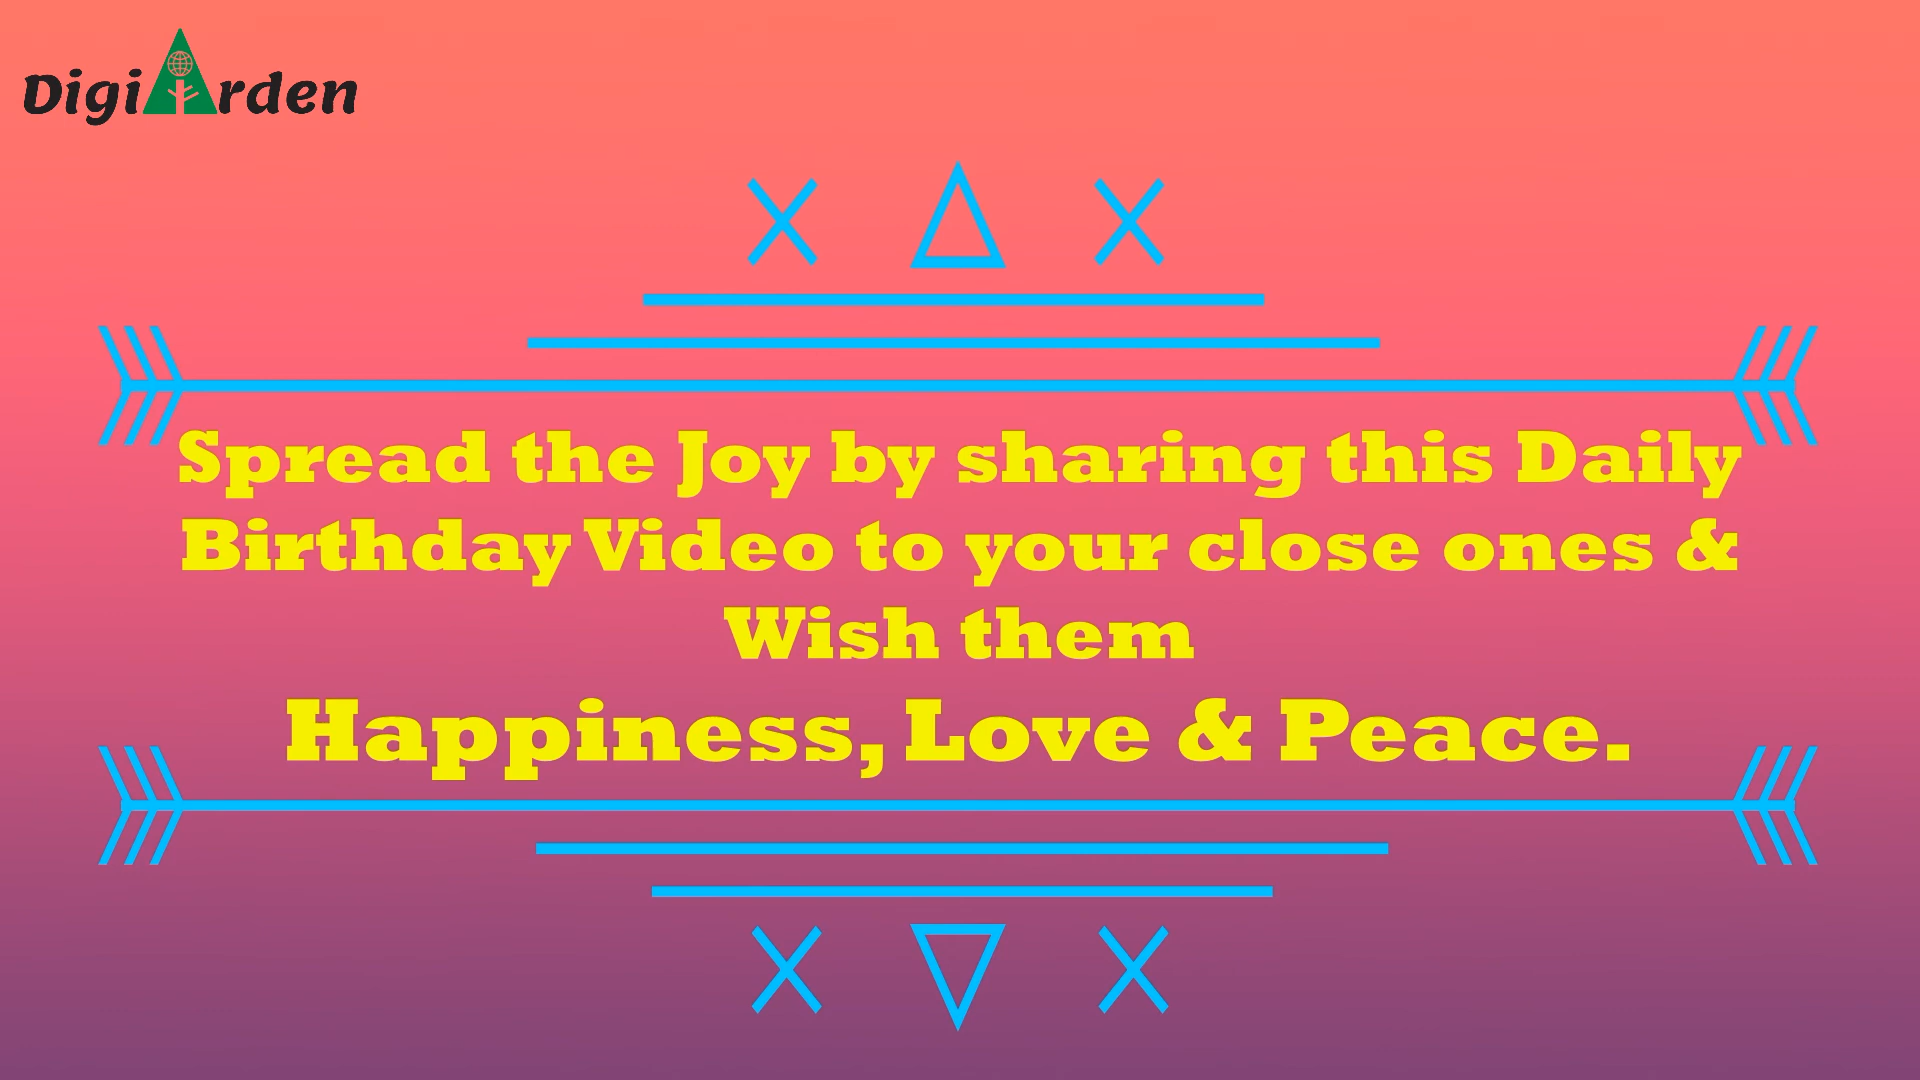 DigiArden
Spread the Joy by sharing this Daily
Birthday Video to your close ones &
Wish them
Happiness, Love & Peace.